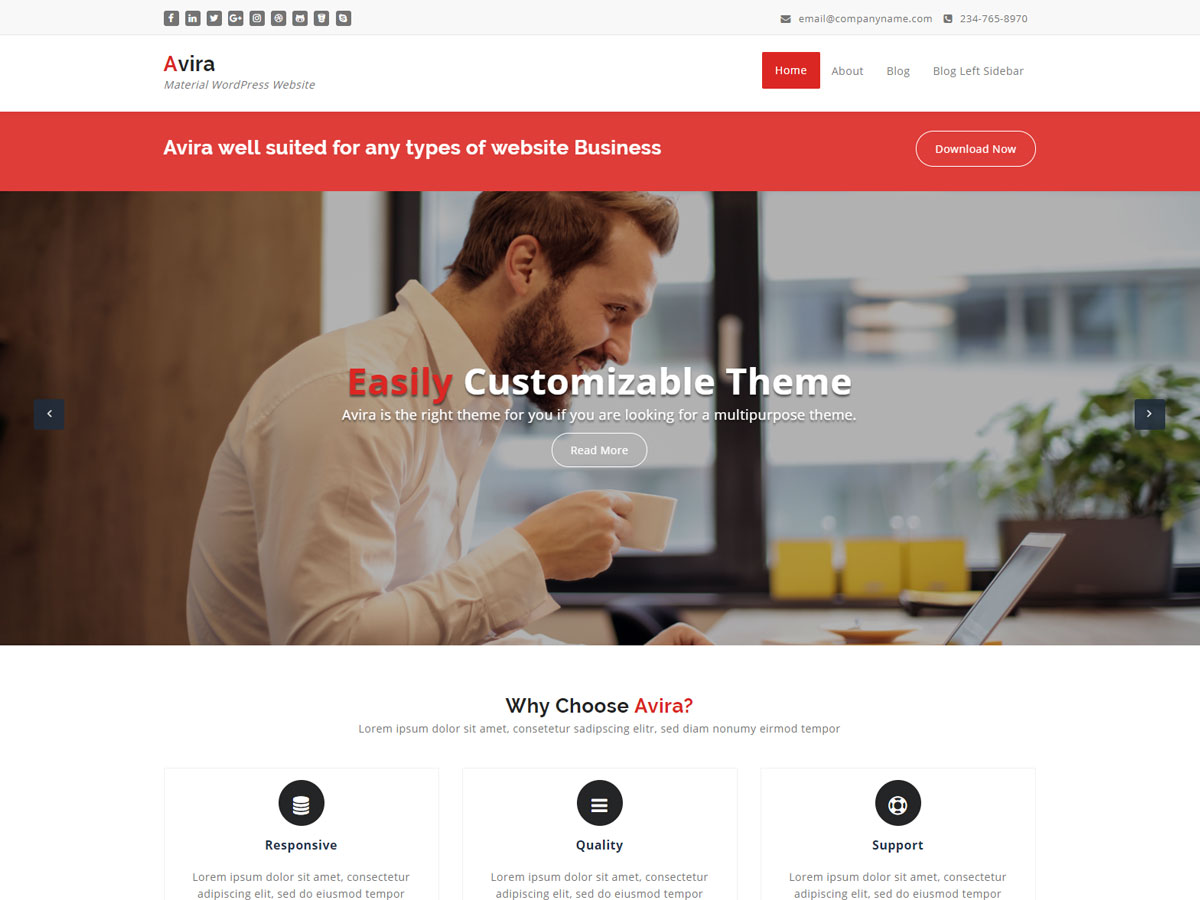 email@companyname.com 234-765-8970
Avira
Material WordPress Website
Home About Blog Blog Left Sidebar
Avira well suited for any types of website Business
Download Now
Easily Customizable Theme
Avira is the right theme for you if you are looking for a multipurpose theme.
Read More
Why Choose Avira?
Lorem ipsum dolor sit amet, consetetur sadipscing elitr, sed diam nonumy eirmod tempor
Responsive
Lorem ipsum dolor sit amet, consectetur
adipiscing elit, sed do eiusmod tempor
Quality
Lorem ipsum dolor sit amet, consectetur
adipiscing elit, sed do eiusmod tempor
Support
Lorem ipsum dolor sit amet, consectetur
adipiscing elit, sed do eiusmod tempor